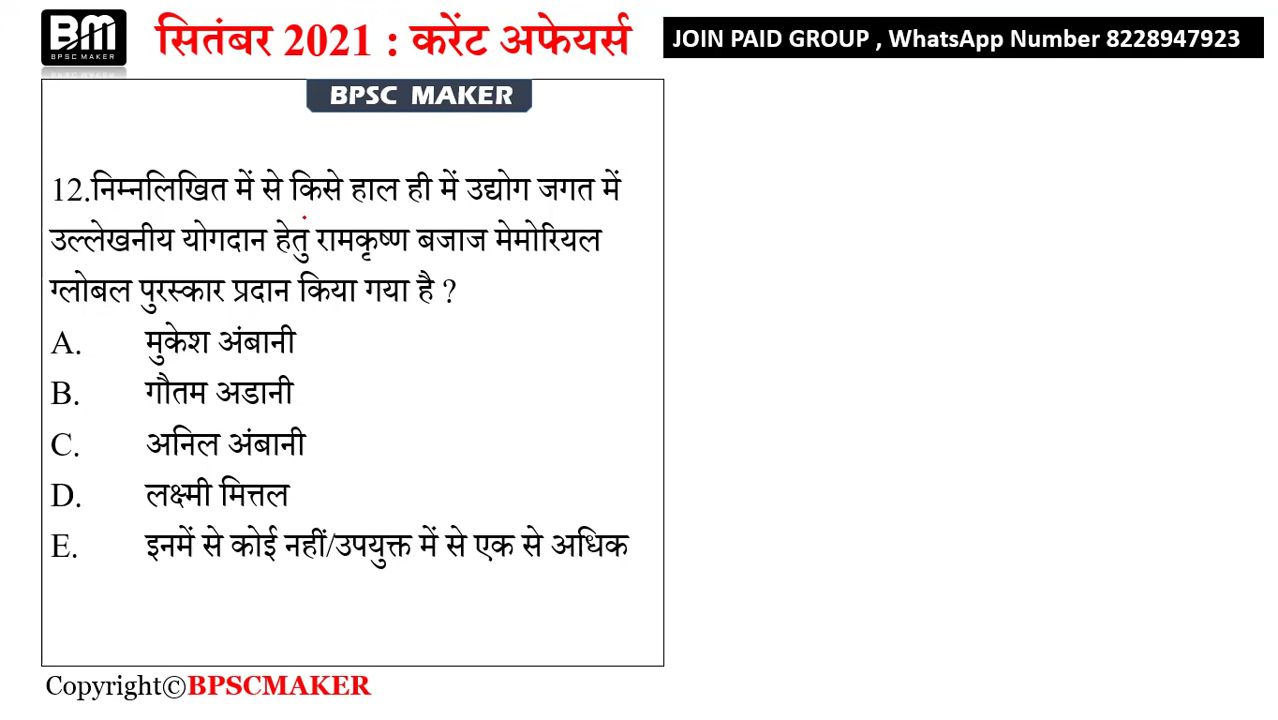 BM
BPSC MAKER
सितंबर 2021 : करेंट अफेयर्स
JOIN PAID GROUP , WhatsApp Number 8228947923
BPSC MAKER
12.निम्नलिखित में से किसे हाल ही में उद्योग जगत में
उल्लेखनीय योगदान हेतु रामकृष्ण बजाज मेमोरियल
ग्लोबल पुरस्कार प्रदान किया गया है ?
A. मुकेश अंबानी
B. गौतम अडानी
C. अनिल अंबानी
D. लक्ष्मी मित्तल
E. इनमें से कोई नहीं/उपयुक्त में से एक से अधिक
Copyright©BPSCMAKER